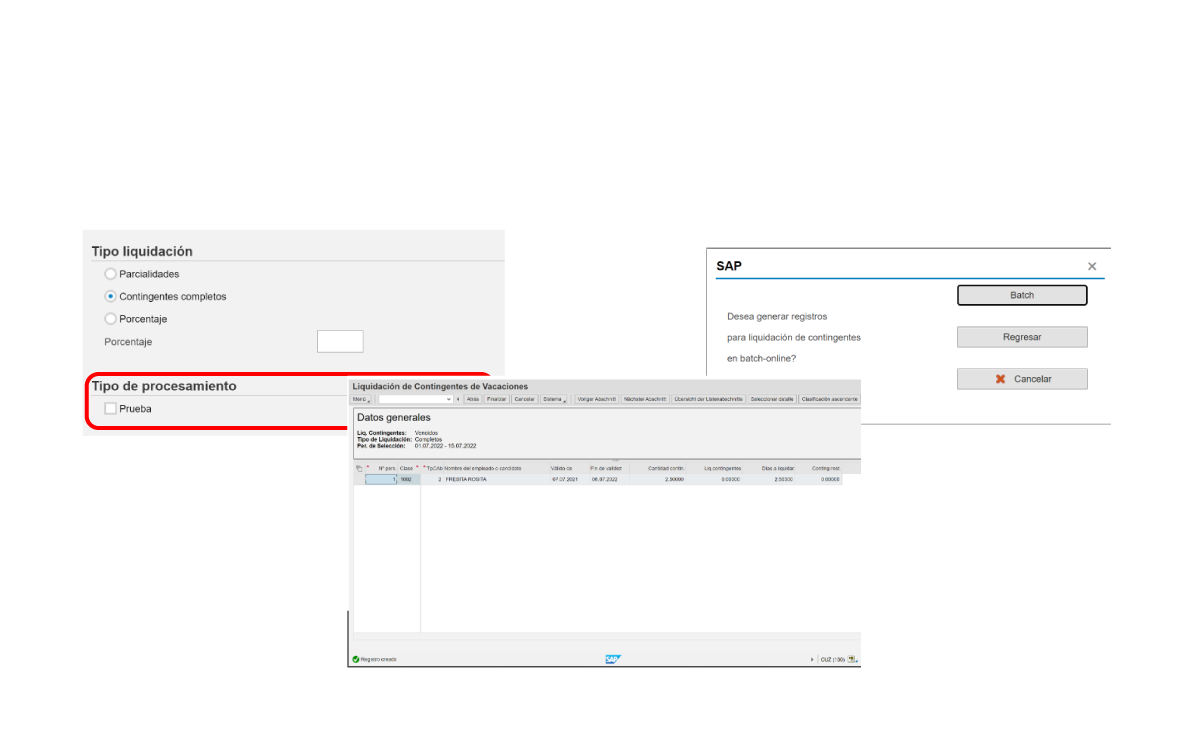 Tipo liquidación
Parcialidades
Contingentes completos
Porcentaje
Porcentaje
Tipo de procesamiento
Prueba
SAP
Batch
Desea generar registros
para liquidación de contingentes
Regresar
en batch-online?
Cancelar
Liquidación de Contingentes de Vacaciones
Menú Atrás Finalizar Cancelar Sistema Voriger Abschnitt Nächster Abschnitt Übersicht der Listenabschnitte Seleccionar detalle Clasificación ascendente
Datos generales
Liq. Contingentes: Vencidos
Tipo de Liquidación: Completos
Per. de Selección: 01.07.2022 - 15.07.2022
* Nº pers. Clase * * TpCAb Nombre del empleado o candidato Válido de Fin de validez Cantidad contin. Liq.contingentes Días a liquidar Conting.rest
1 1002 2 FRESITA ROSITA 07.07.2021 06.07.2022 2.50000 0.00000 2.50000 0.00000
Registro creado
SAP
CUZ (100)